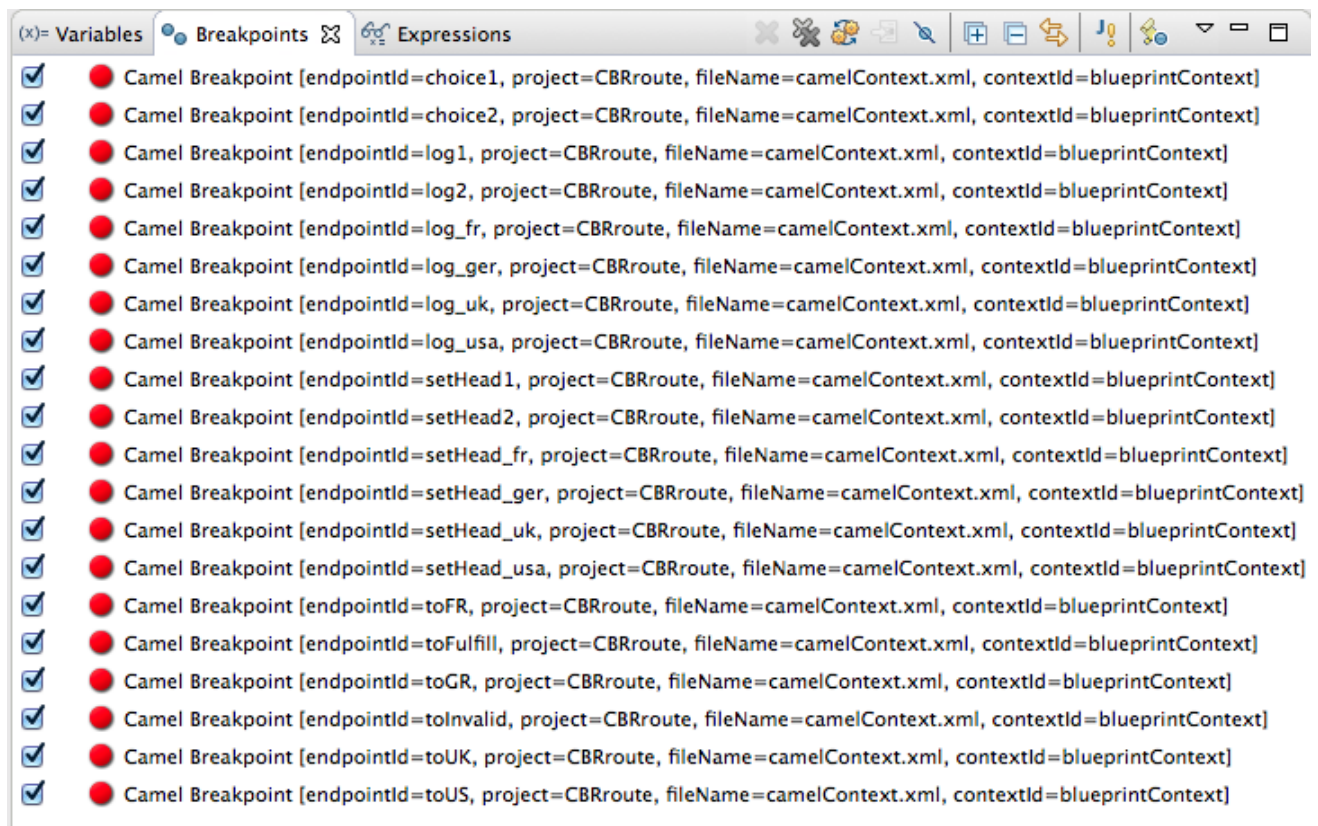 (x)= Variables Breakpoints Expressions
Camel Breakpoint [endpointId=choice1, project=CBRroute, fileName=camelContext.xml, contextId=blueprintContext]
Camel Breakpoint [endpointId=choice2, project=CBRroute, fileName=camelContext.xml, contextId=blueprintContext]
Camel Breakpoint [endpointId=log1, project=CBRroute, fileName=camelContext.xml, contextId=blueprintContext]
Camel Breakpoint [endpointId=log2, project=CBRroute, fileName=camelContext.xml, contextId=blueprintContext]
Camel Breakpoint [endpointId=log_fr, project=CBRroute, fileName=camelContext.xml, contextId=blueprintContext]
Camel Breakpoint [endpointId=log_ger, project=CBRroute, fileName=camelContext.xml, contextId=blueprintContext]
Camel Breakpoint [endpointId=log_uk, project=CBRroute, fileName=camelContext.xml, contextId=blueprintContext]
Camel Breakpoint [endpointId=log_usa, project=CBRroute, fileName=camelContext.xml, contextId=blueprintContext]
Camel Breakpoint [endpointId=setHead1, project=CBRroute, fileName=camelContext.xml, contextId=blueprintContext]
Camel Breakpoint [endpointId=setHead2, project=CBRroute, fileName=camelContext.xml, contextId=blueprintContext]
Camel Breakpoint [endpointId=setHead_fr, project=CBRroute, fileName=camelContext.xml, contextId=blueprintContext]
Camel Breakpoint [endpointId=setHead_ger, project=CBRroute, fileName=camelContext.xml, contextId=blueprintContext]
Camel Breakpoint [endpointId=setHead_uk, project=CBRroute, fileName=camelContext.xml, contextId=blueprintContext]
Camel Breakpoint [endpointId=setHead_usa, project=CBRroute, fileName=camelContext.xml, contextId=blueprintContext]
Camel Breakpoint [endpointId=toFR, project=CBRroute, fileName=camelContext.xml, contextId=blueprintContext]
Camel Breakpoint [endpointId=toFulfill, project=CBRroute, fileName=camelContext.xml, contextId=blueprintContext]
Camel Breakpoint [endpointId=toGR, project=CBRroute, fileName=camelContext.xml, contextId=blueprintContext]
Camel Breakpoint [endpointId=toInvalid, project=CBRroute, fileName=camelContext.xml, contextId=blueprintContext]
Camel Breakpoint [endpointId=toUK, project=CBRroute, fileName=camelContext.xml, contextId=blueprintContext]
Camel Breakpoint [endpointId=toUS, project=CBRroute, fileName=camelContext.xml, contextId=blueprintContext]